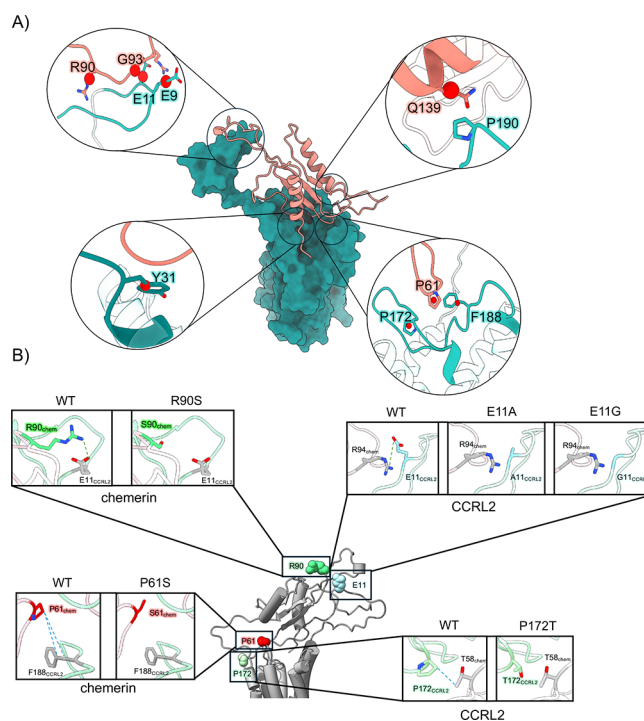 A)
R90
G93
E11
E9
Q139
P190
Y31
P61
P172
F188
B)
WT
R90S
R90chem
E11CCRL2
S90chem
E11CCRL2
chemerin
WT
E11A
E11G
R94chem
E11CCRL2
R94chem
A11CCRL2
R94chem
G11CCRL2
CCRL2
R90
E11
P61
P172
WT
P61S
P61chem
F188CCRL2
S61chem
F188CCRL2
chemerin
WT
P172T
T58chem
P172CCRL2
T58chem
T172CCRL2
CCRL2